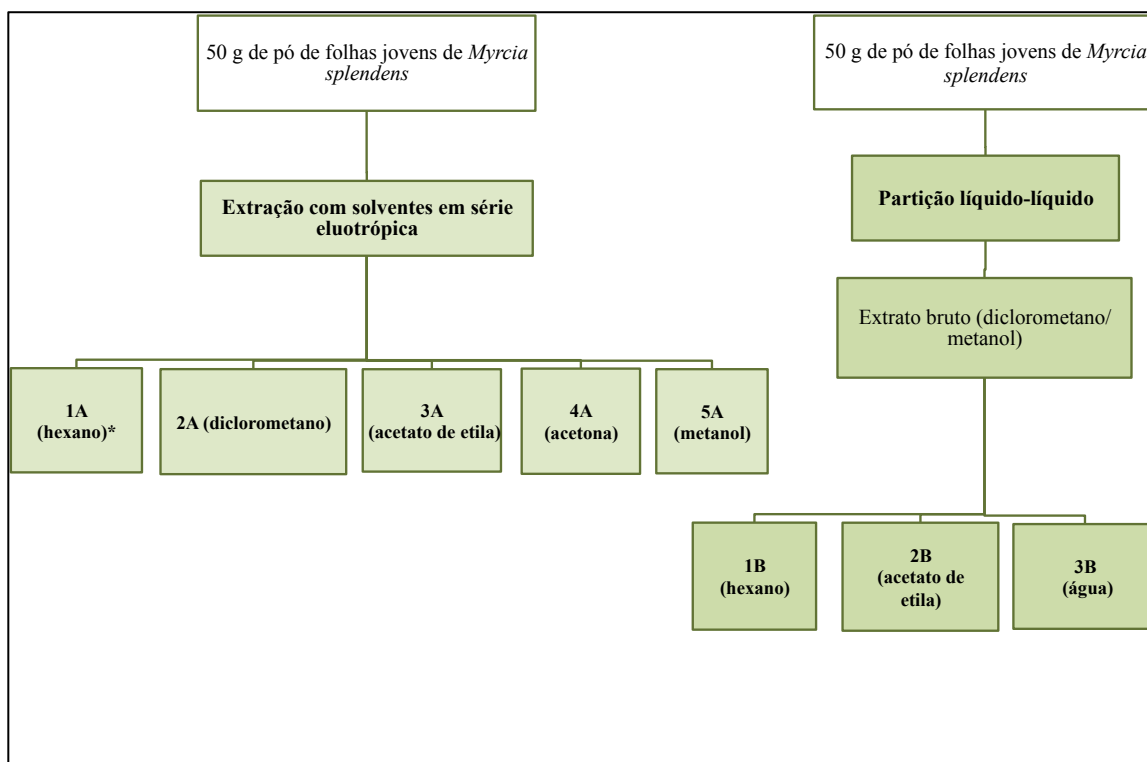 50 g de pó de folhas jovens de Myrcia
splendens
Extração com solventes em série
eluotrópica
1A
(hexano)*
2A (diclorometano)
3A
(acetato de etila)
4A
(acetona)
5A
(metanol)
50 g de pó de folhas jovens de Myrcia
splendens
Partição líquido-líquido
Extrato bruto (diclorometano/
metanol)
1B
(hexano)
2B
(acetato de
etila)
3B
(água)